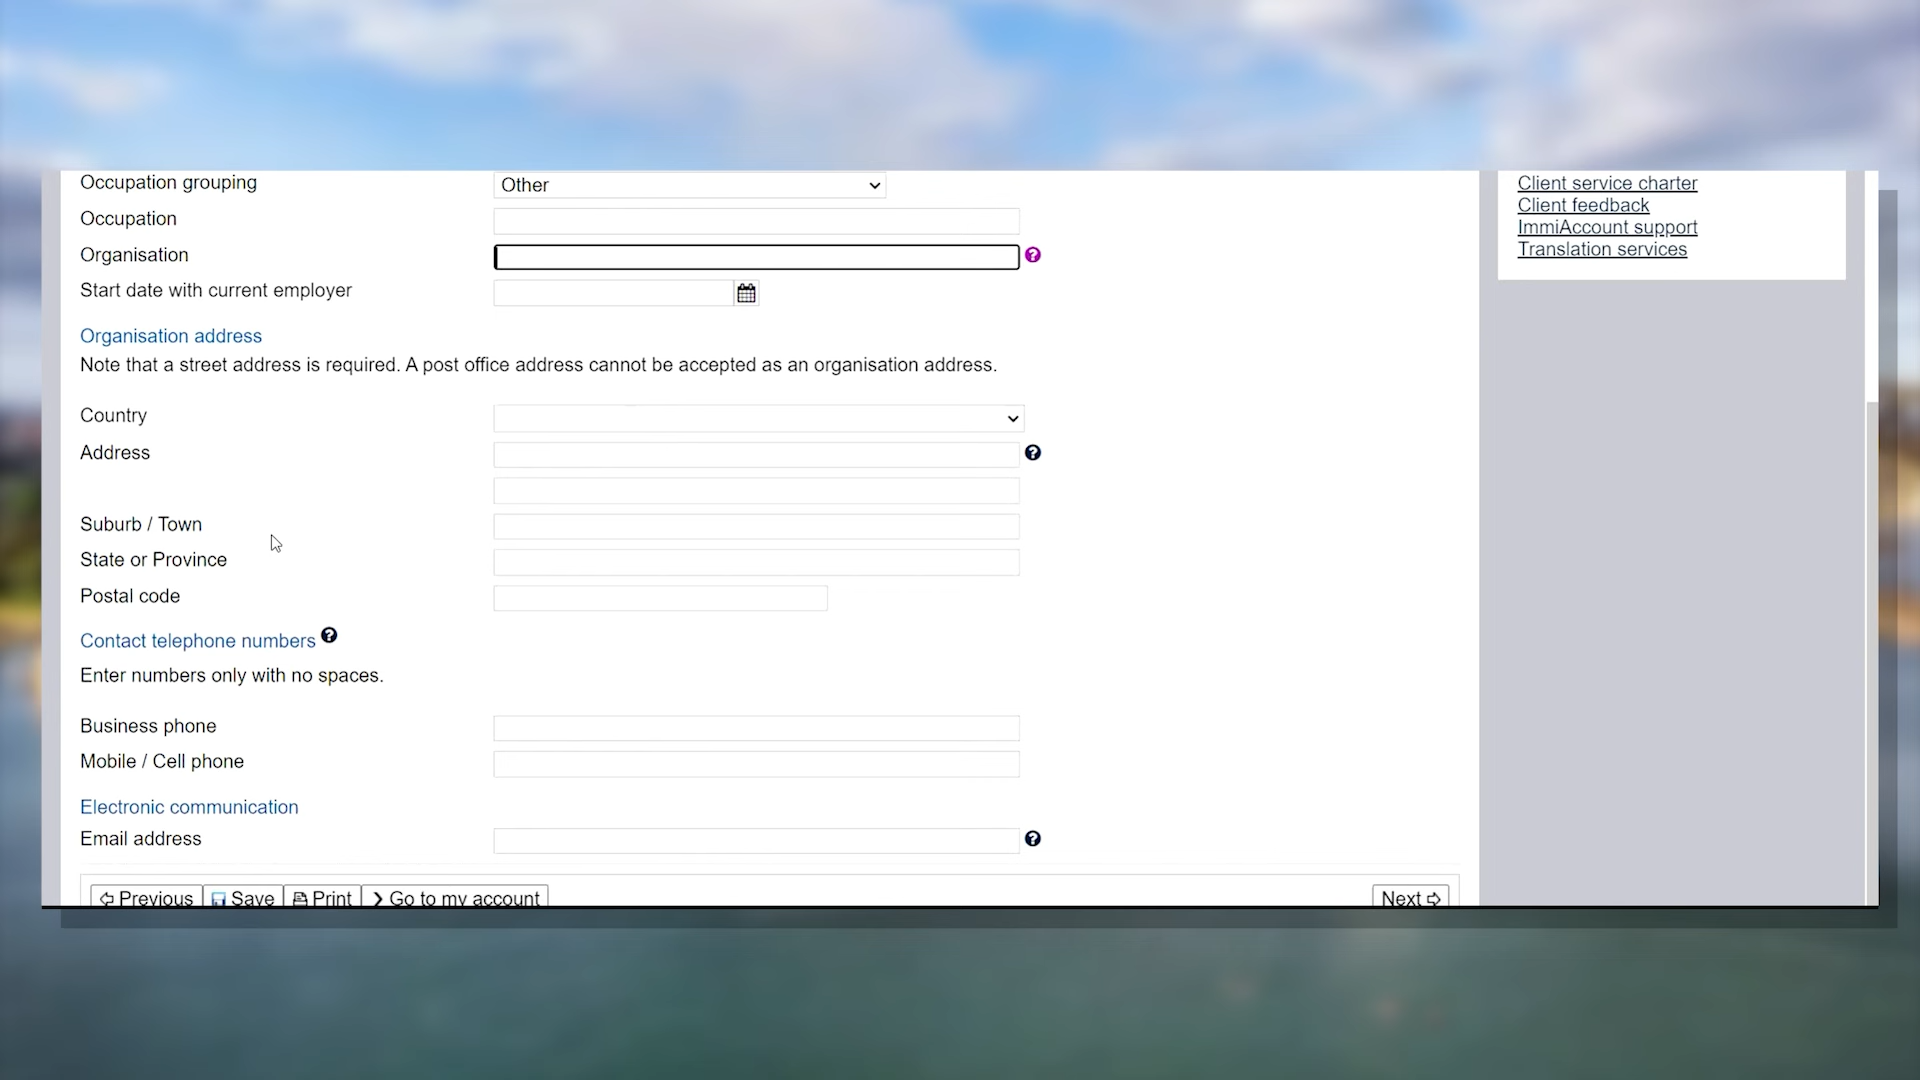 Occupation grouping
Other
Occupation
Organisation
?
Start date with current employer
Organisation address
Note that a street address is required. A post office address cannot be accepted as an organisation address.
Country
Address
?
Suburb / Town
State or Province
Postal code
Contact telephone numbers ?
Enter numbers only with no spaces.
Business phone
Mobile / Cell phone
Electronic communication
Email address
?
Previous
Save
Print
Go to my account
Next
Client service charter
Client feedback
ImmiAccount support
Translation services